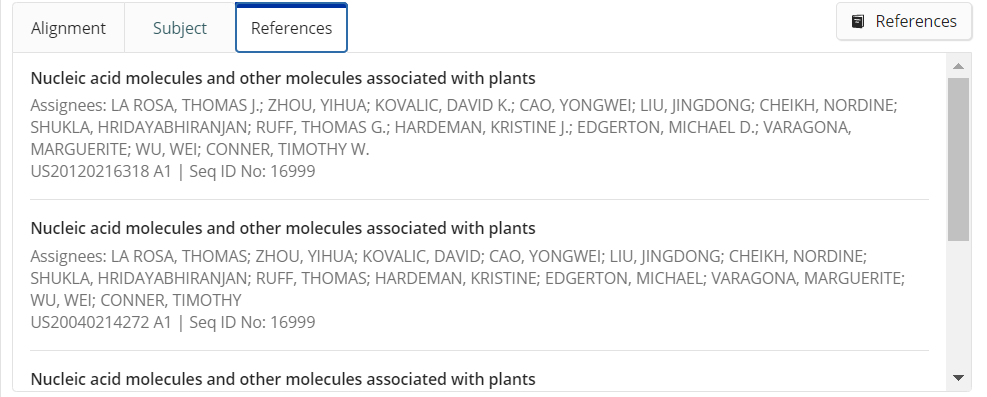 Alignment
Subject
References
References
Nucleic acid molecules and other molecules associated with plants
Assignees: LA ROSA, THOMAS J.; ZHOU, YIHUA; KOVALIC, DAVID K.; CAO, YONGWEI; LIU, JINGDONG; CHEIKH, NORDINE;
SHUKLA, HRIDAYABHIRANJAN; RUFF, THOMAS G.; HARDEMAN, KRISTINE J.; EDGERTON, MICHAEL D.; VARAGONA,
MARGUERITE; WU, WEI; CONNER, TIMOTHY W.
US20120216318 A1 | Seq ID No: 16999
Nucleic acid molecules and other molecules associated with plants
Assignees: LA ROSA, THOMAS; ZHOU, YIHUA; KOVALIC, DAVID; CAO, YONGWEI; LIU, JINGDONG; CHEIKH, NORDINE;
SHUKLA, HRIDAYABHIRANJAN; RUFF, THOMAS; HARDEMAN, KRISTINE; EDGERTON, MICHAEL; VARAGONA, MARGUERITE;
WU, WEI; CONNER, TIMOTHY
US20040214272 A1 | Seq ID No: 16999
Nucleic acid molecules and other molecules associated with plants